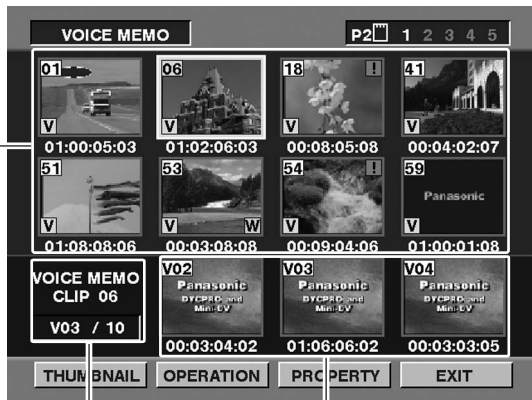 VOICE MEMO
P2 1 2 3 4 5
01 06 18 ! 41
V V V V
01:00:05:03 01:02:06:03 00:08:05:08 00:04:02:07
51 53 54 ! 59
Panasonic
V V W V V
01:08:08:06 00:03:08:08 00:09:04:06 01:00:01:08
VOICE MEMO
CLIP 06
V03 / 10
V02 V03 V04
Panasonic Panasonic Panasonic
DVCPRO and DVCPRO and DVCPRO and
Mini-DV Mini-DV Mini-DV
00:03:04:02 01:06:06:02 00:03:03:05
THUMBNAIL OPERATION PROPERTY EXIT